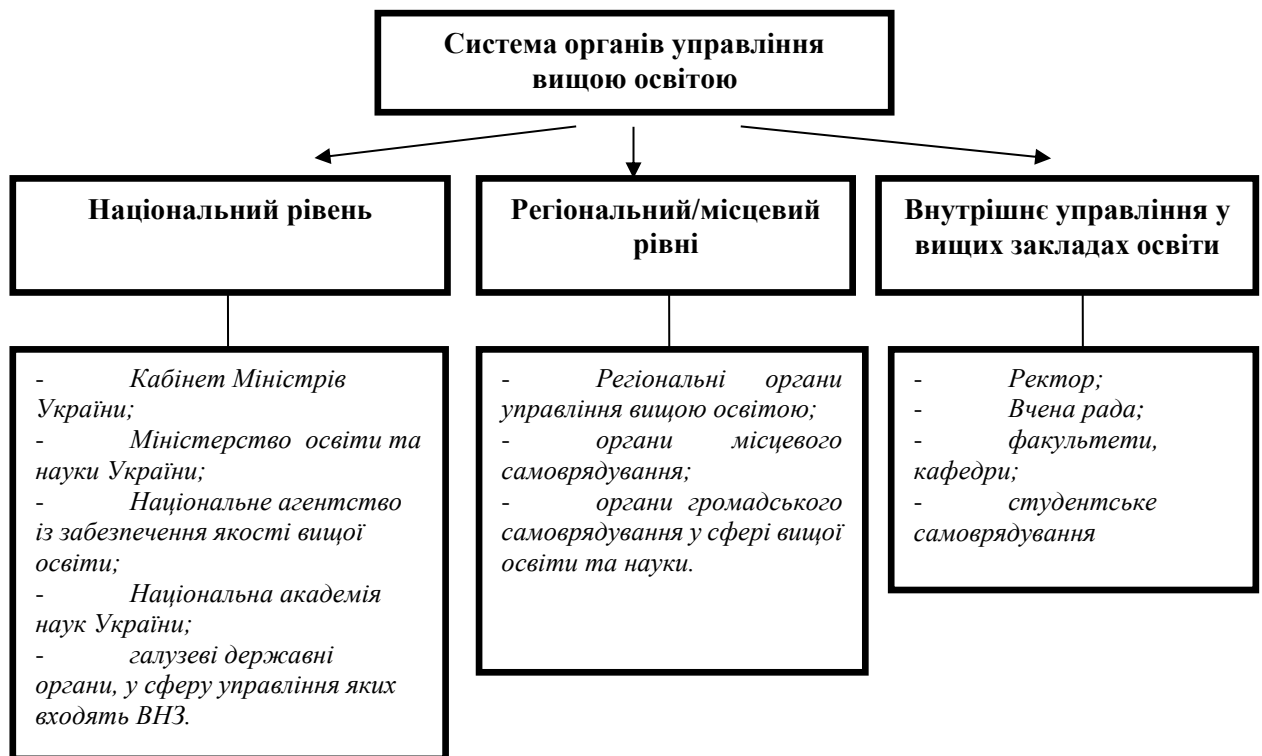 Система органів управління
вищою освітою
Національний рівень
Регіональний/місцевий
рівні
Внутрішнє управління у
вищих закладах освіти
- Кабінет Міністрів
України;
- Міністерство освіти та
науки України;
- Національне агентство
із забезпечення якості вищої
освіти;
- Національна академія
наук України;
- галузеві державні
органи, у сферу управління яких
входять ВНЗ.
- Регіональні органи
управління вищою освітою;
- органи місцевого
самоврядування;
- органи громадського
самоврядування у сфері вищої
освіти та науки.
- Ректор;
- Вчена рада;
- факультети,
кафедри;
- студентське
самоврядування